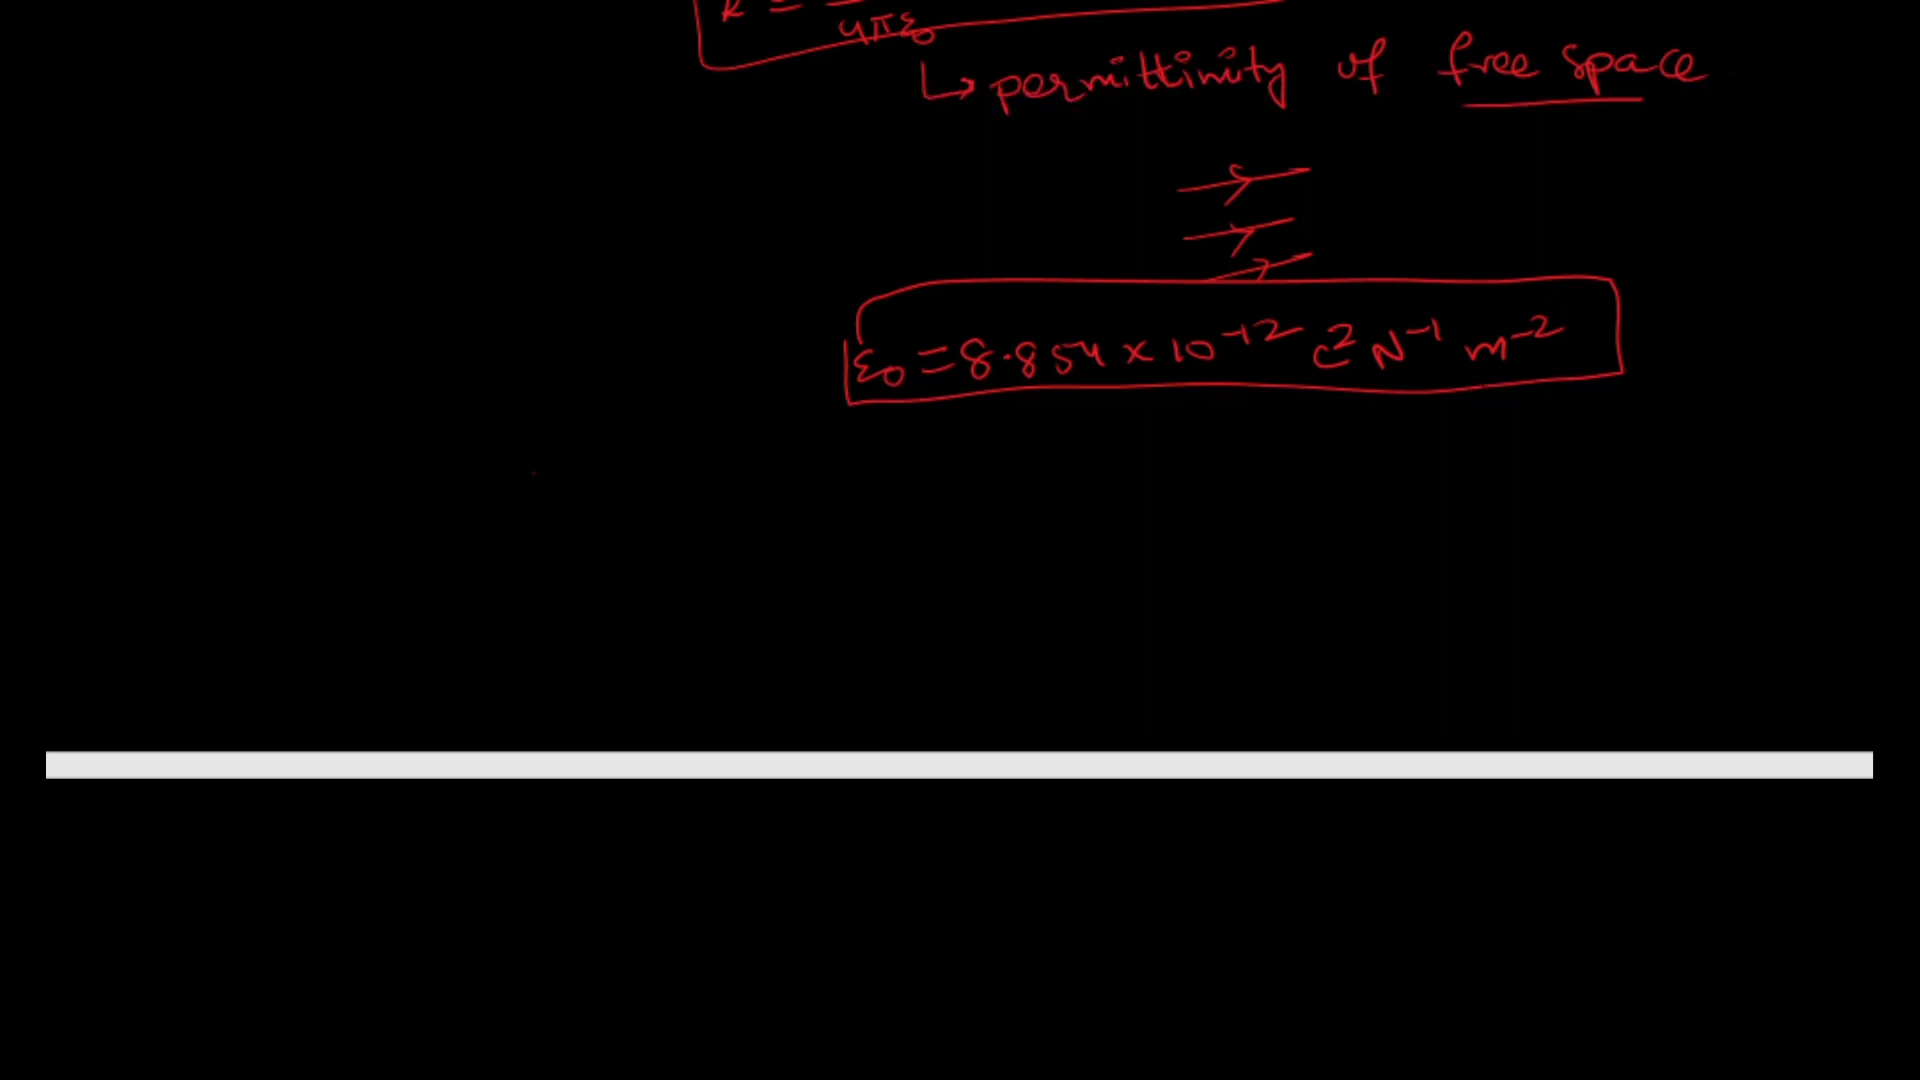 k =
4πε₀
↳ permittivity of free space
ε₀ = 8.854 × 10⁻¹² C² N⁻¹ m⁻²